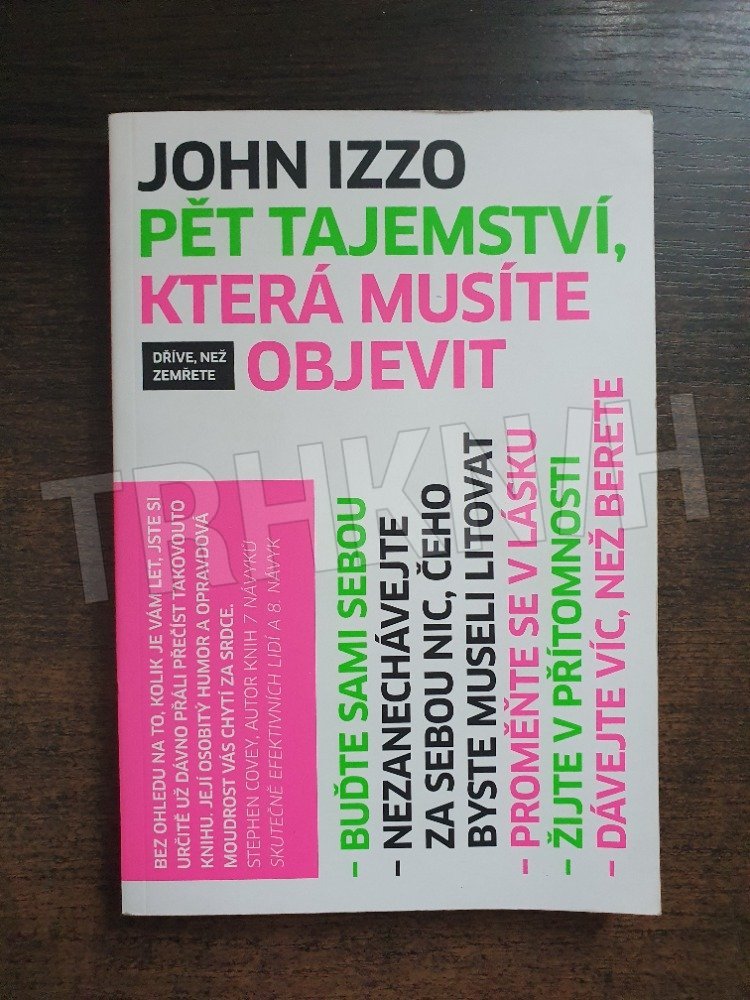 JOHN IZZO
PĚT TAJEMSTVÍ,
KTERÁ MUSÍTE
DŘÍVE, NEŽ
ZEMŘETE
OBJEVIT
BEZ OHLEDU NA TO, KOLIK JE VÁM LET, JSTE SI
URČITĚ UŽ DÁVNO PŘÁLI PŘEČÍST TAKOVOUTO
KNIHU. JEJÍ OSOBITÝ HUMOR A OPRAVDOVÁ
MOUDROST VÁS CHYTÍ ZA SRDCE.
STEPHEN COVEY, AUTOR KNIH 7 NÁVYKŮ
SKUTEČNĚ EFEKTIVNÍCH LIDÍ A 8. NÁVYK
– BUĎTE SAMI SEBOU
– NEZANECHÁVEJTE
ZA SEBOU NIC, ČEHO
BYSTE MUSELI LITOVAT
– PROMĚŇTE SE V LÁSKU
– ŽIJTE V PŘÍTOMNOSTI
– DÁVEJTE VÍC, NEŽ BERETE
TRHKNIH